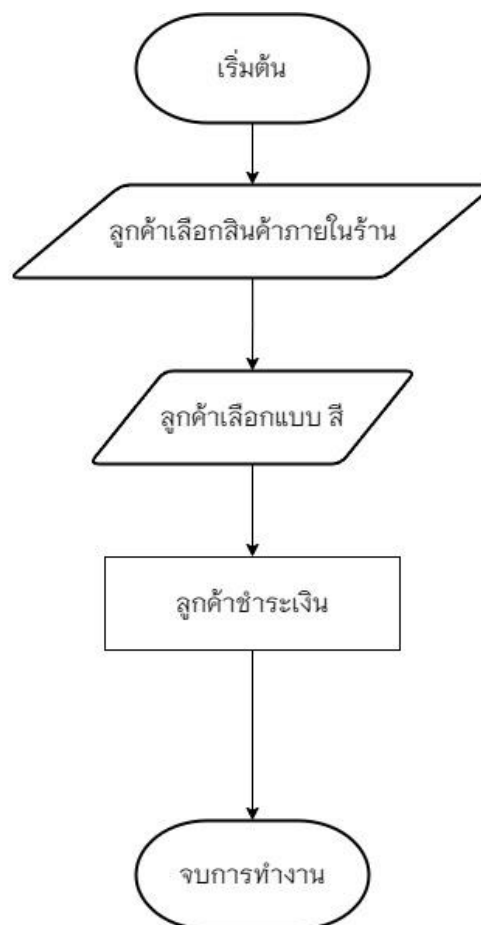 เริ่มต้น
ลูกค้าเลือกสินค้าภายในร้าน
ลูกค้าเลือกแบบ สี
ลูกค้าชำระเงิน
จบการทำงาน